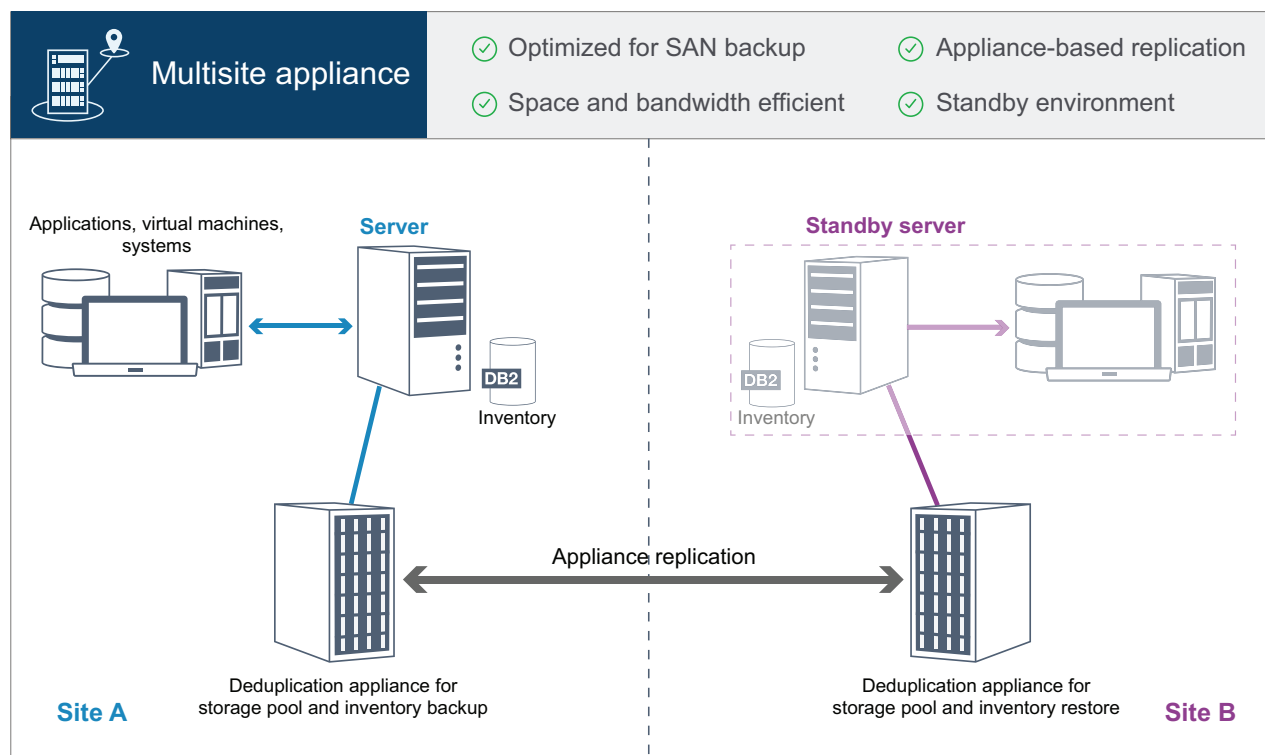 Multisite appliance
Optimized for SAN backup
Appliance-based replication
Space and bandwidth efficient
Standby environment
Applications, virtual machines,
systems
Server
DB2
Inventory
Standby server
DB2
Inventory
Appliance replication
Deduplication appliance for
storage pool and inventory backup
Site A
Deduplication appliance for
storage pool and inventory restore
Site B